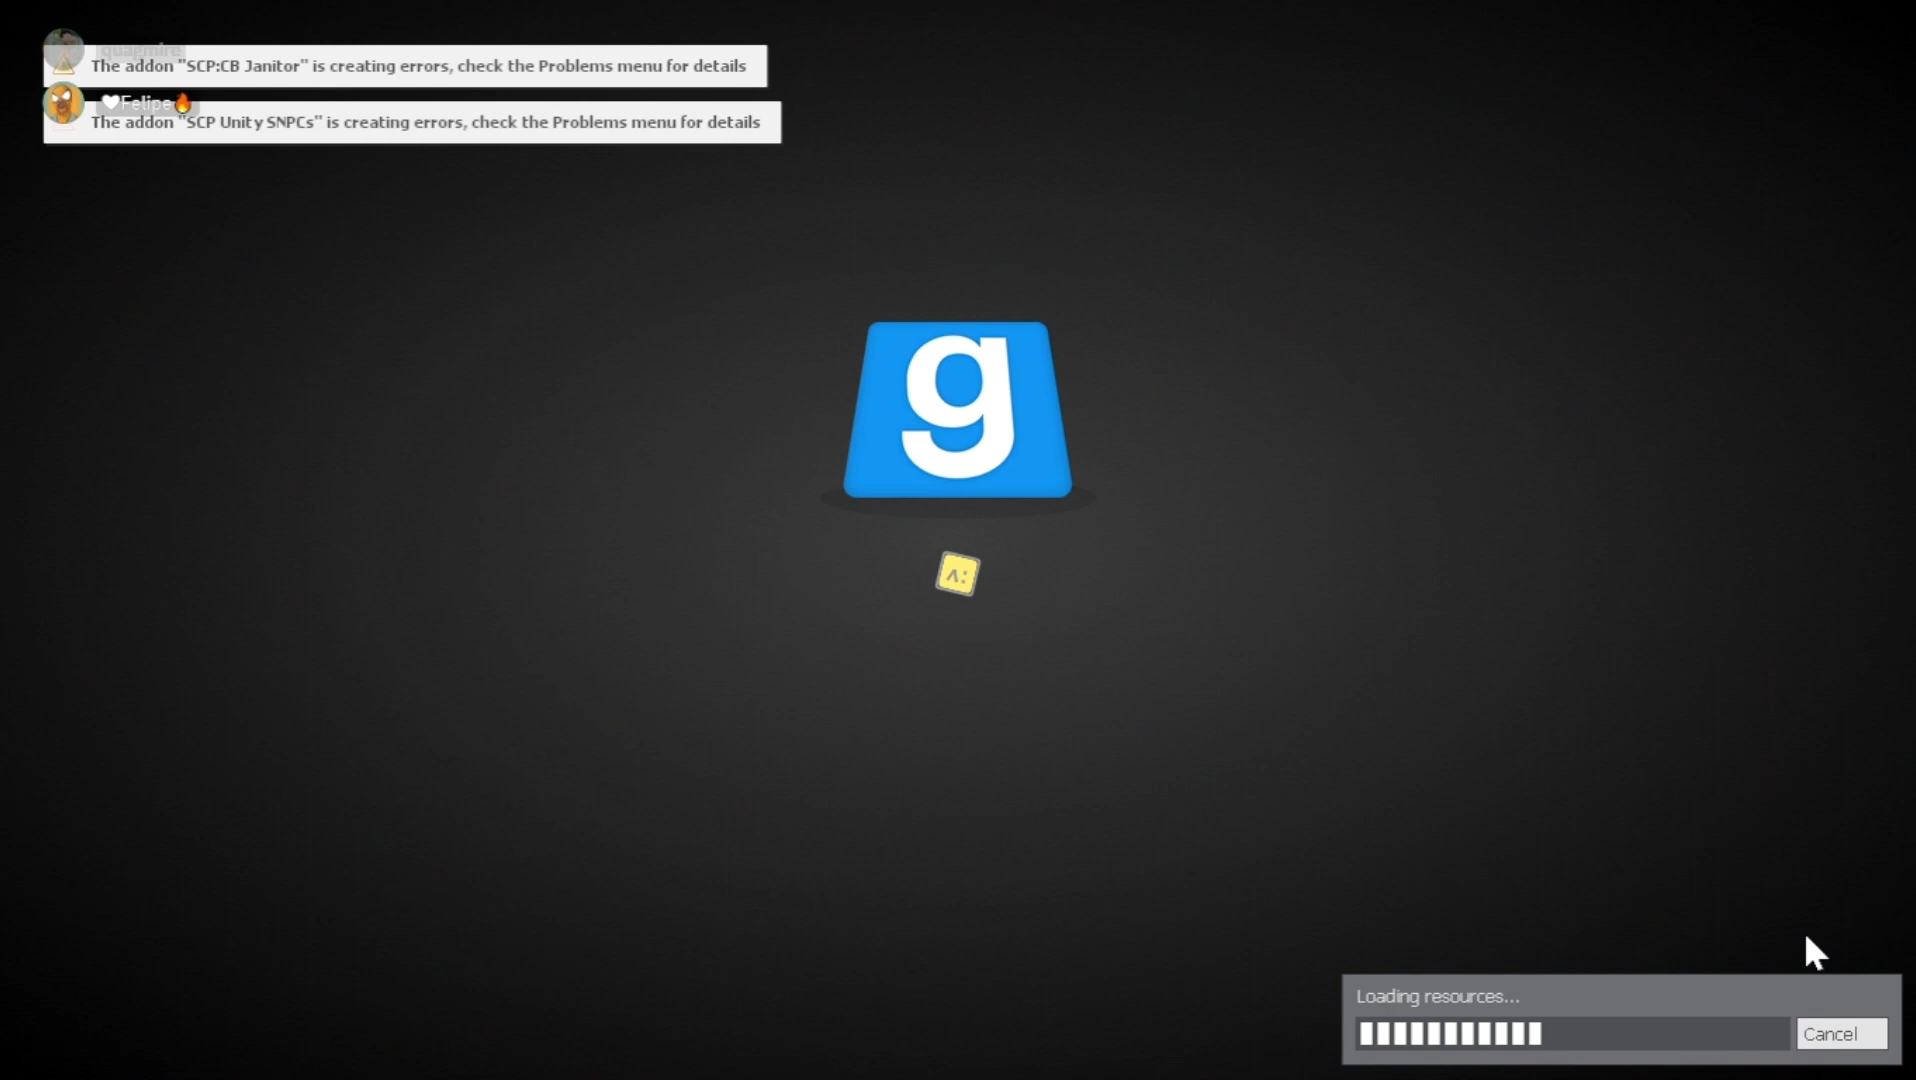 quagmire
The addon "SCP:CB Janitor" is creating errors, check the Problems menu for details
🤍Felipe🔥
The addon "SCP Unity SNPCs" is creating errors, check the Problems menu for details
g
^:
Loading resources...
Cancel